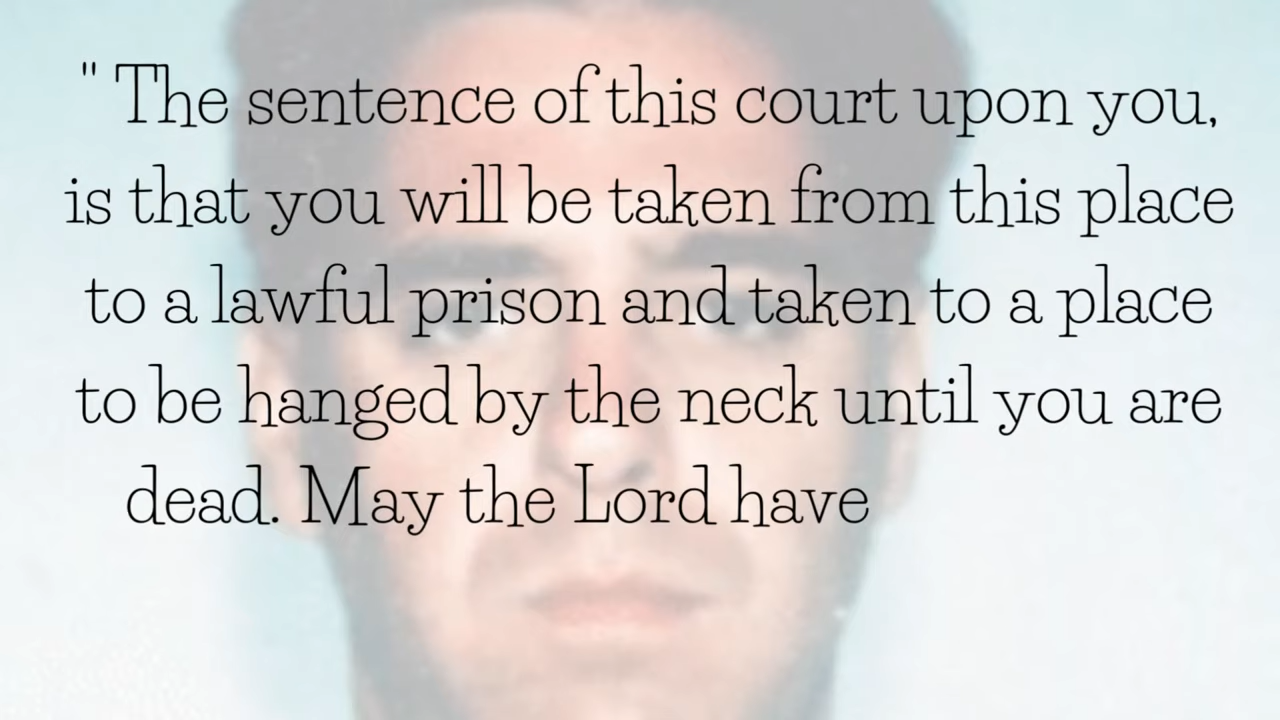 " The sentence of this court upon you,
is that you will be taken from this place
to a lawful prison and taken to a place
to be hanged by the neck until you are
dead. May the Lord have